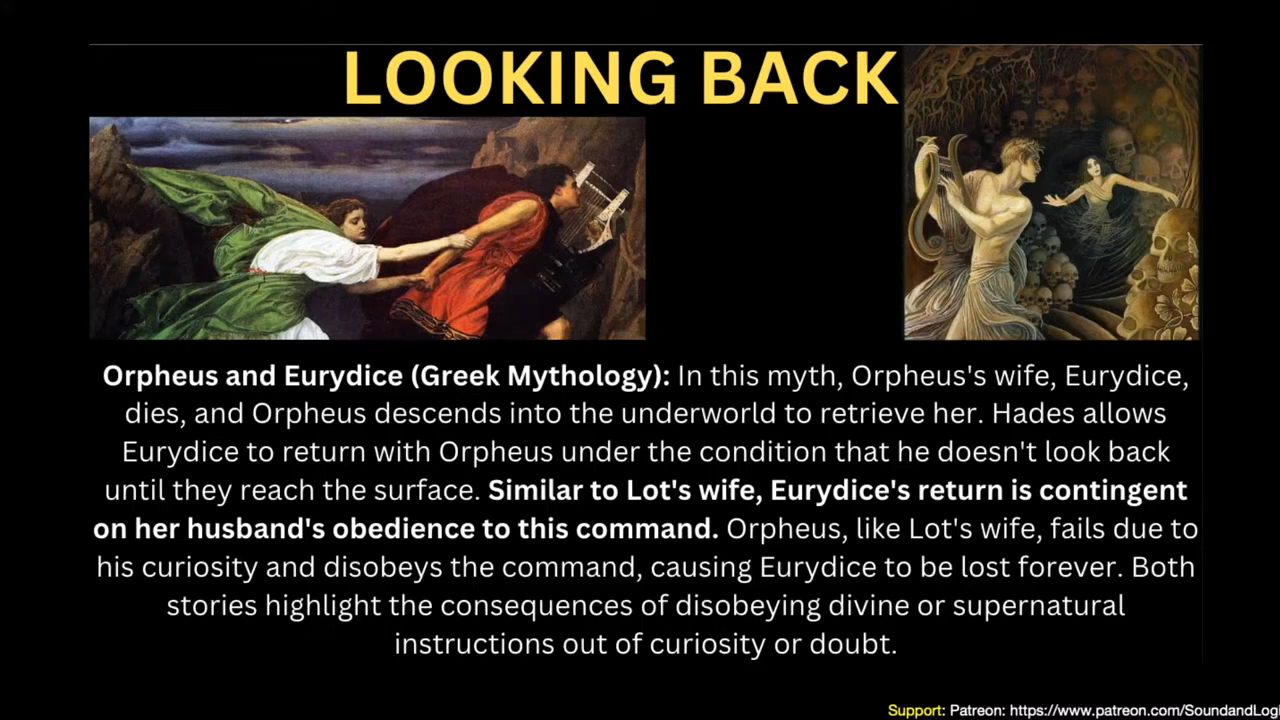 LOOKING BACK
Orpheus and Eurydice (Greek Mythology): In this myth, Orpheus's wife, Eurydice,
dies, and Orpheus descends into the underworld to retrieve her. Hades allows
Eurydice to return with Orpheus under the condition that he doesn't look back
until they reach the surface. Similar to Lot's wife, Eurydice's return is contingent
on her husband's obedience to this command. Orpheus, like Lot's wife, fails due to
his curiosity and disobeys the command, causing Eurydice to be lost forever. Both
stories highlight the consequences of disobeying divine or supernatural
instructions out of curiosity or doubt.
Support: Patreon: https://www.patreon.com/SoundandLogi